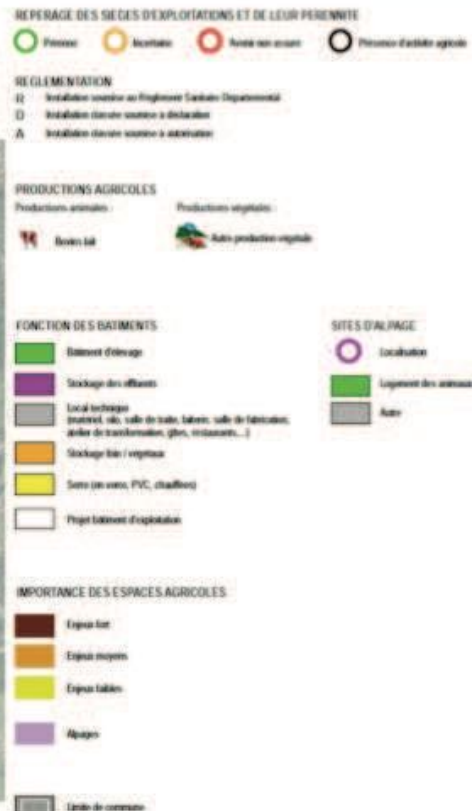 REPERAGE DES SIEGES D'EXPLOITATIONS ET DE LEUR PERENNITE
Pérenne Incertaine Avenir non assuré Présence d'activité agricole
REGLEMENTATION
R Installation soumise au Règlement Sanitaire Départemental
D Installation classée soumise à déclaration
A Installation classée soumise à autorisation
PRODUCTIONS AGRICOLES
Productions animales : Productions végétales :
Bovins lait Autre production végétale
FONCTION DES BATIMENTS
Bâtiment d'élevage
Stockage des effluents
Local technique
(matériel, silo, salle de traite, laiterie, salle de fabrication,
atelier de transformation, gîtes, restaurants...)
Stockage foin / végétaux
Serre (en verre, PVC, chauffées)
Projet bâtiment d'exploitation
SITES D'ALPAGE
Localisation
Logement des animaux
Autre
IMPORTANCE DES ESPACES AGRICOLES
Enjeux fort
Enjeux moyens
Enjeux faibles
Alpages
Limite de commune